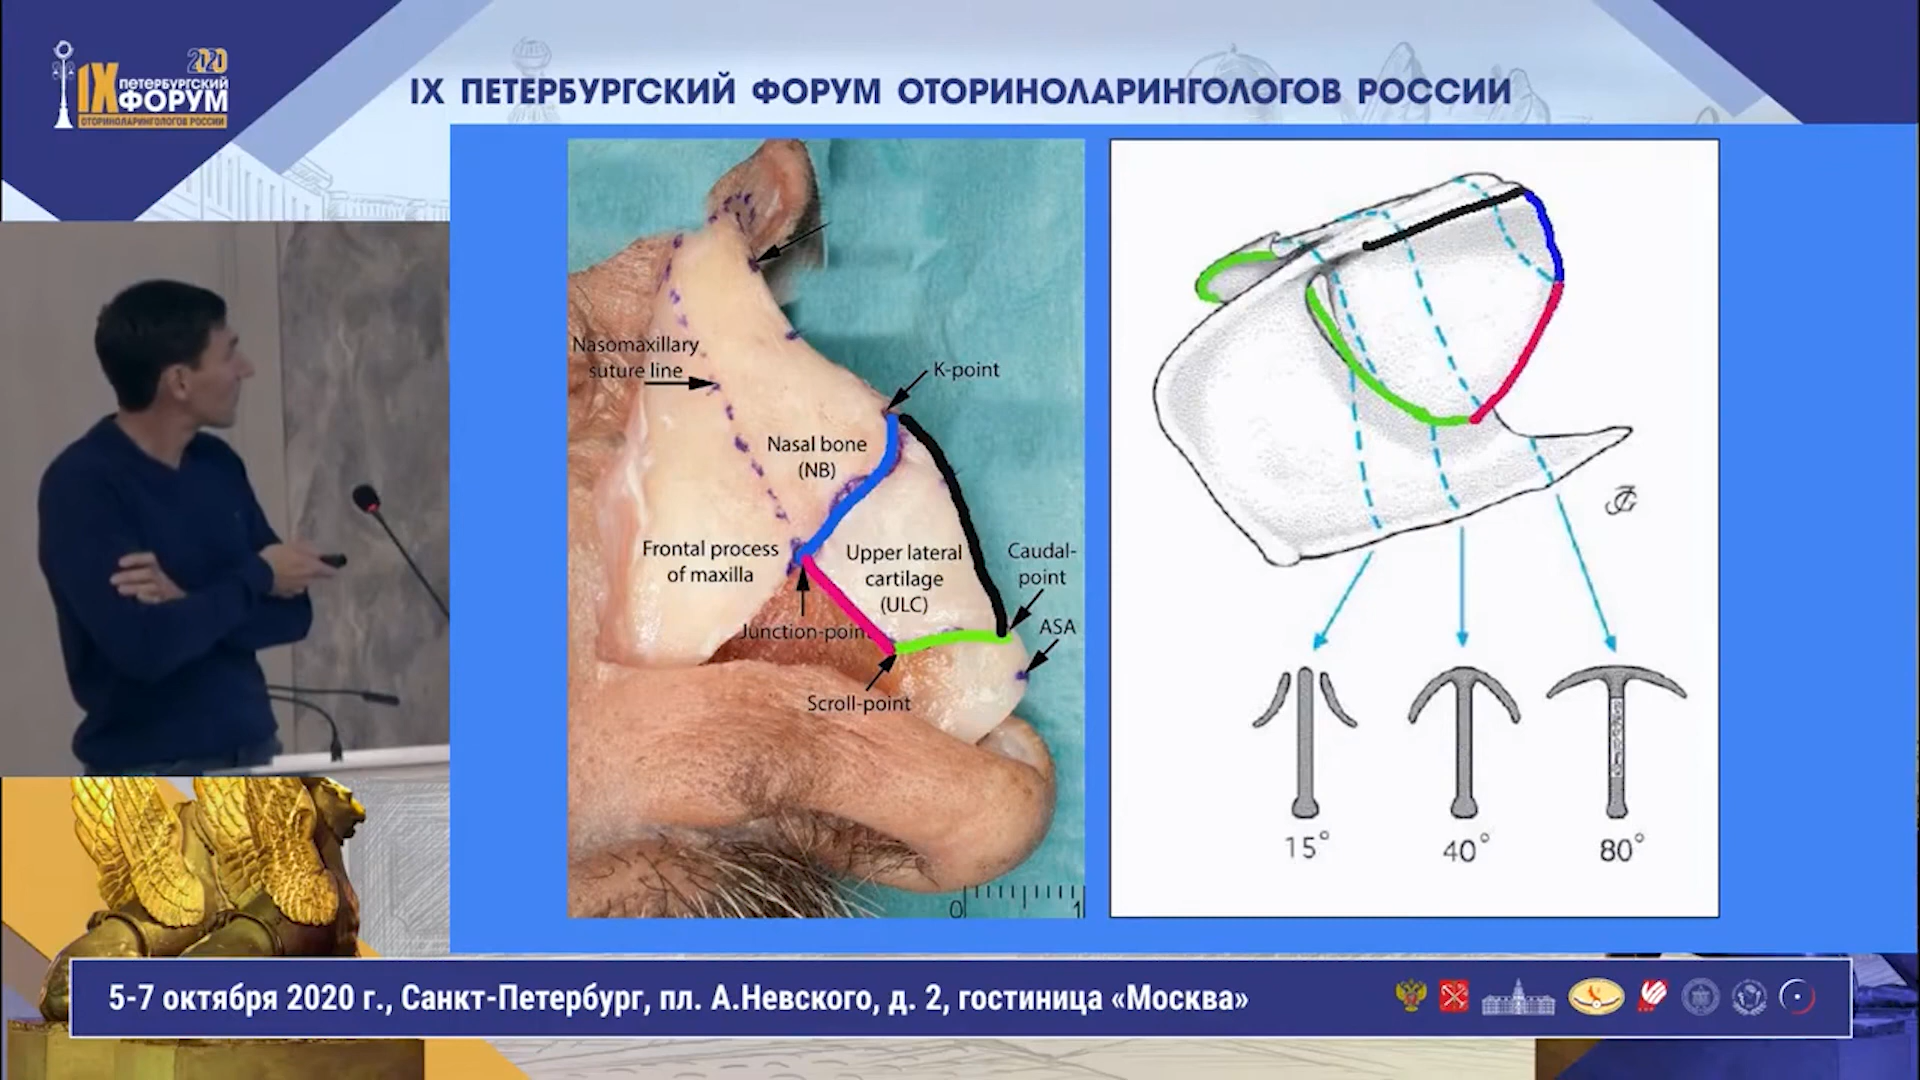 2020
IX ПЕТЕРБУРГСКИЙ
ФОРУМ
ОТОРИНОЛАРИНГОЛОГОВ РОССИИ
IX ПЕТЕРБУРГСКИЙ ФОРУМ ОТОРИНОЛАРИНГОЛОГОВ РОССИИ
Nasomaxillary
suture line
K-point
Nasal bone
(NB)
Frontal process
of maxilla
Upper lateral
cartilage
(ULC)
Caudal-
point
ASA
Junction-point
Scroll-point
0 1
15°
40°
80°
5-7 октября 2020 г., Санкт-Петербург, пл. А.Невского, д. 2, гостиница «Москва»